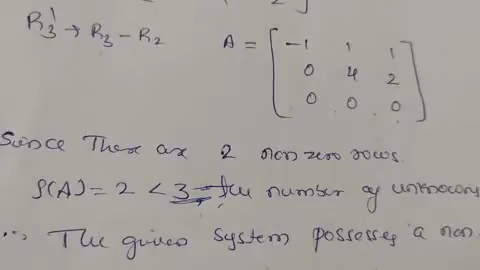 2 ]
R₃' → R₃ – R₂
A = [ -1 1 1
0 4 2
0 0 0 ]
Since There are 2 non zero rows.
ρ(A) = 2 < 3 = the number of unknowns
∴ The given System possesses a non